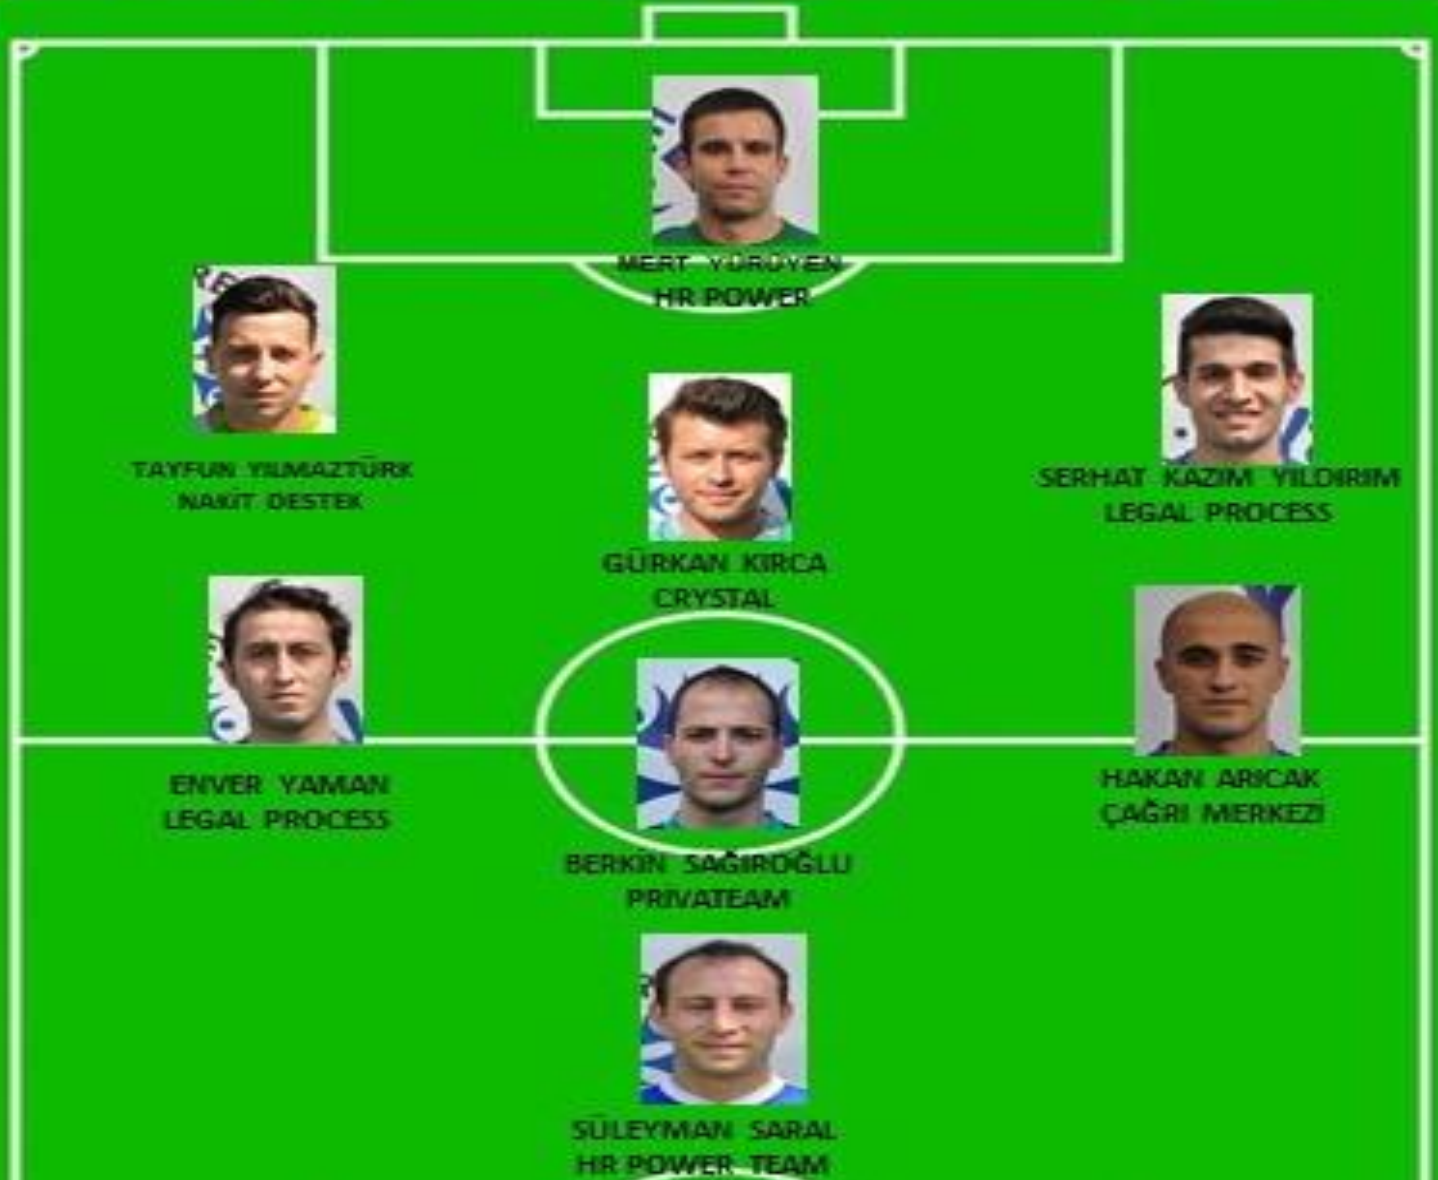 MERT YÜRÜYEN
HR POWER
TAYFUN YILMAZTÜRK
NAKİT DESTEK
SERHAT KAZIM YILDIRIM
LEGAL PROCESS
GÜRKAN KIRCA
CRYSTAL
ENVER YAMAN
LEGAL PROCESS
HAKAN ARICAK
ÇAĞRI MERKEZİ
BERKİN SAĞIROĞLU
PRIVATEAM
SÜLEYMAN SARAL
HR POWER TEAM